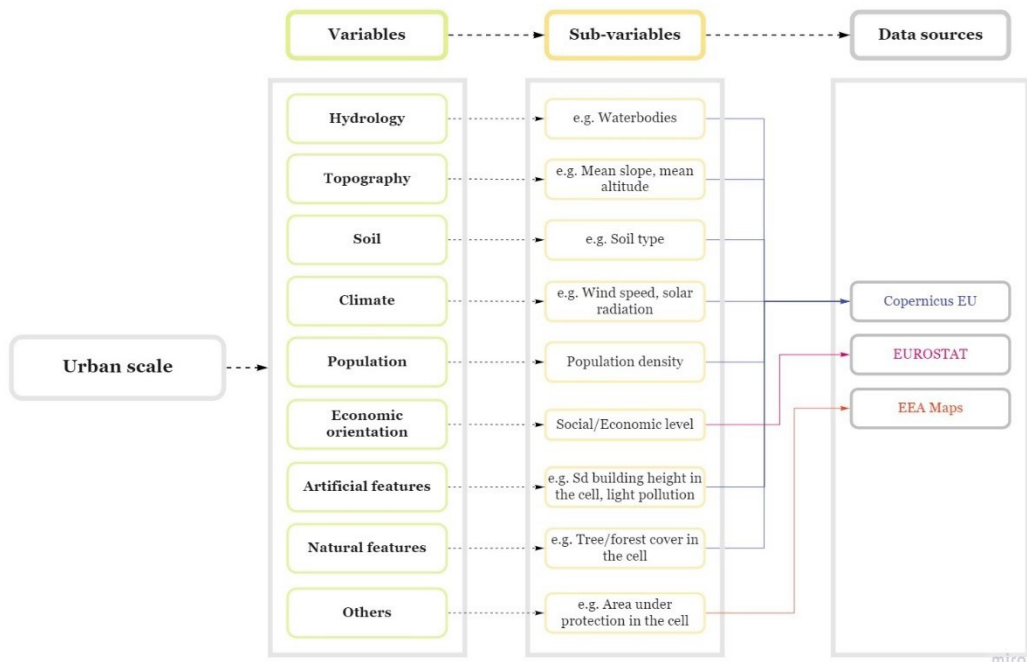 Variables
Sub-variables
Data sources
Hydrology
e.g. Waterbodies
Topography
e.g. Mean slope, mean
altitude
Soil
e.g. Soil type
Climate
e.g. Wind speed, solar
radiation
Copernicus EU
Urban scale
Population
Population density
EUROSTAT
Economic
orientation
Social/Economic level
EEA Maps
Artificial features
e.g. Sd building height in
the cell, light pollution
Natural features
e.g. Tree/forest cover in
the cell
Others
e.g. Area under
protection in the cell
miro